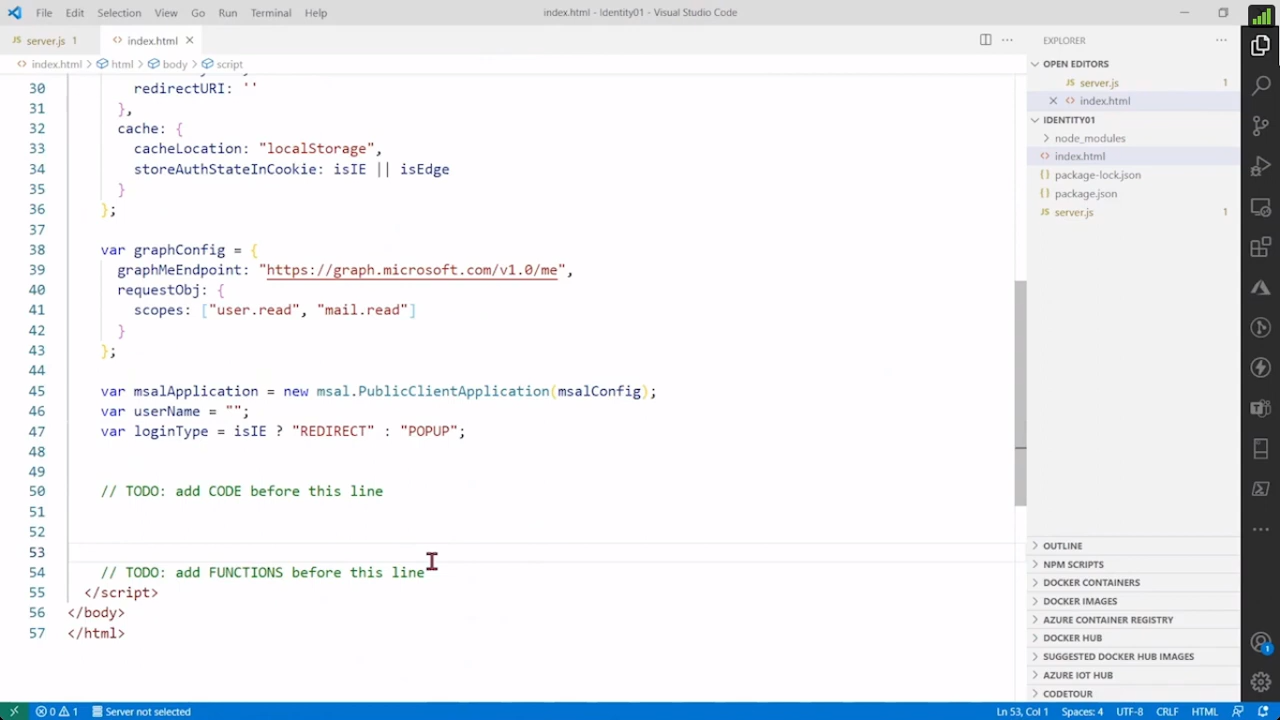 File Edit Selection View Go Run Terminal Help
index.html - Identity01 - Visual Studio Code
server.js 1
index.html
index.html > html > body > script
30 redirectURI: ''
31 },
32 cache: {
33 cacheLocation: "localStorage",
34 storeAuthStateInCookie: isIE || isEdge
35 }
36 };
37
38 var graphConfig = {
39 graphMeEndpoint: "https://graph.microsoft.com/v1.0/me",
40 requestObj: {
41 scopes: ["user.read", "mail.read"]
42 }
43 };
44
45 var msalApplication = new msal.PublicClientApplication(msalConfig);
46 var userName = "";
47 var loginType = isIE ? "REDIRECT" : "POPUP";
48
49
50 // TODO: add CODE before this line
51
52
53
54 // TODO: add FUNCTIONS before this line
55 </script>
56 </body>
57 </html>
EXPLORER
OPEN EDITORS
server.js 1
index.html
IDENTITY01
node_modules
index.html
package-lock.json
package.json
server.js 1
OUTLINE
NPM SCRIPTS
DOCKER CONTAINERS
DOCKER IMAGES
AZURE CONTAINER REGISTRY
DOCKER HUB
SUGGESTED DOCKER HUB IMAGES
AZURE IOT HUB
CODETOUR
1
0 1 Server not selected
Ln 53, Col 1 Spaces: 4 UTF-8 CRLF HTML